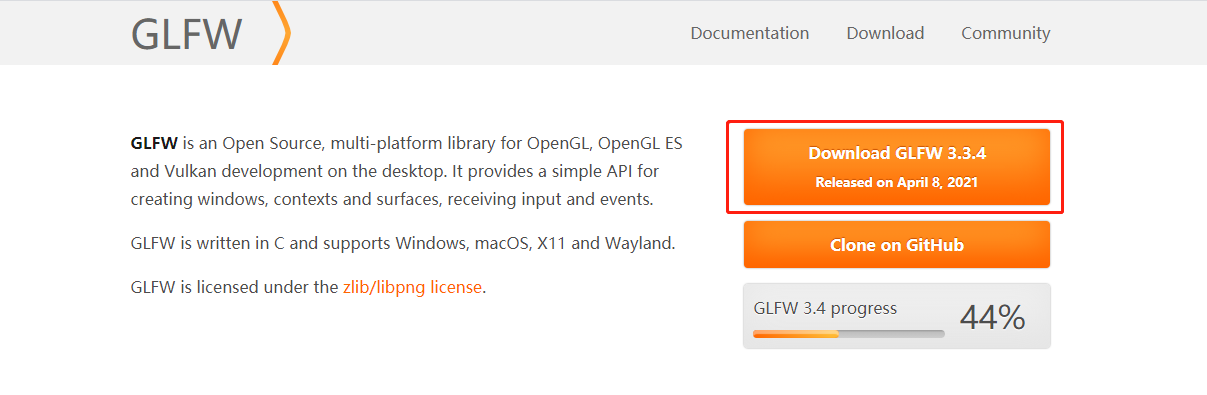 GLFW
Documentation Download Community
GLFW is an Open Source, multi-platform library for OpenGL, OpenGL ES
and Vulkan development on the desktop. It provides a simple API for
creating windows, contexts and surfaces, receiving input and events.
GLFW is written in C and supports Windows, macOS, X11 and Wayland.
GLFW is licensed under the zlib/libpng license.
Download GLFW 3.3.4
Released on April 8, 2021
Clone on GitHub
GLFW 3.4 progress
44%